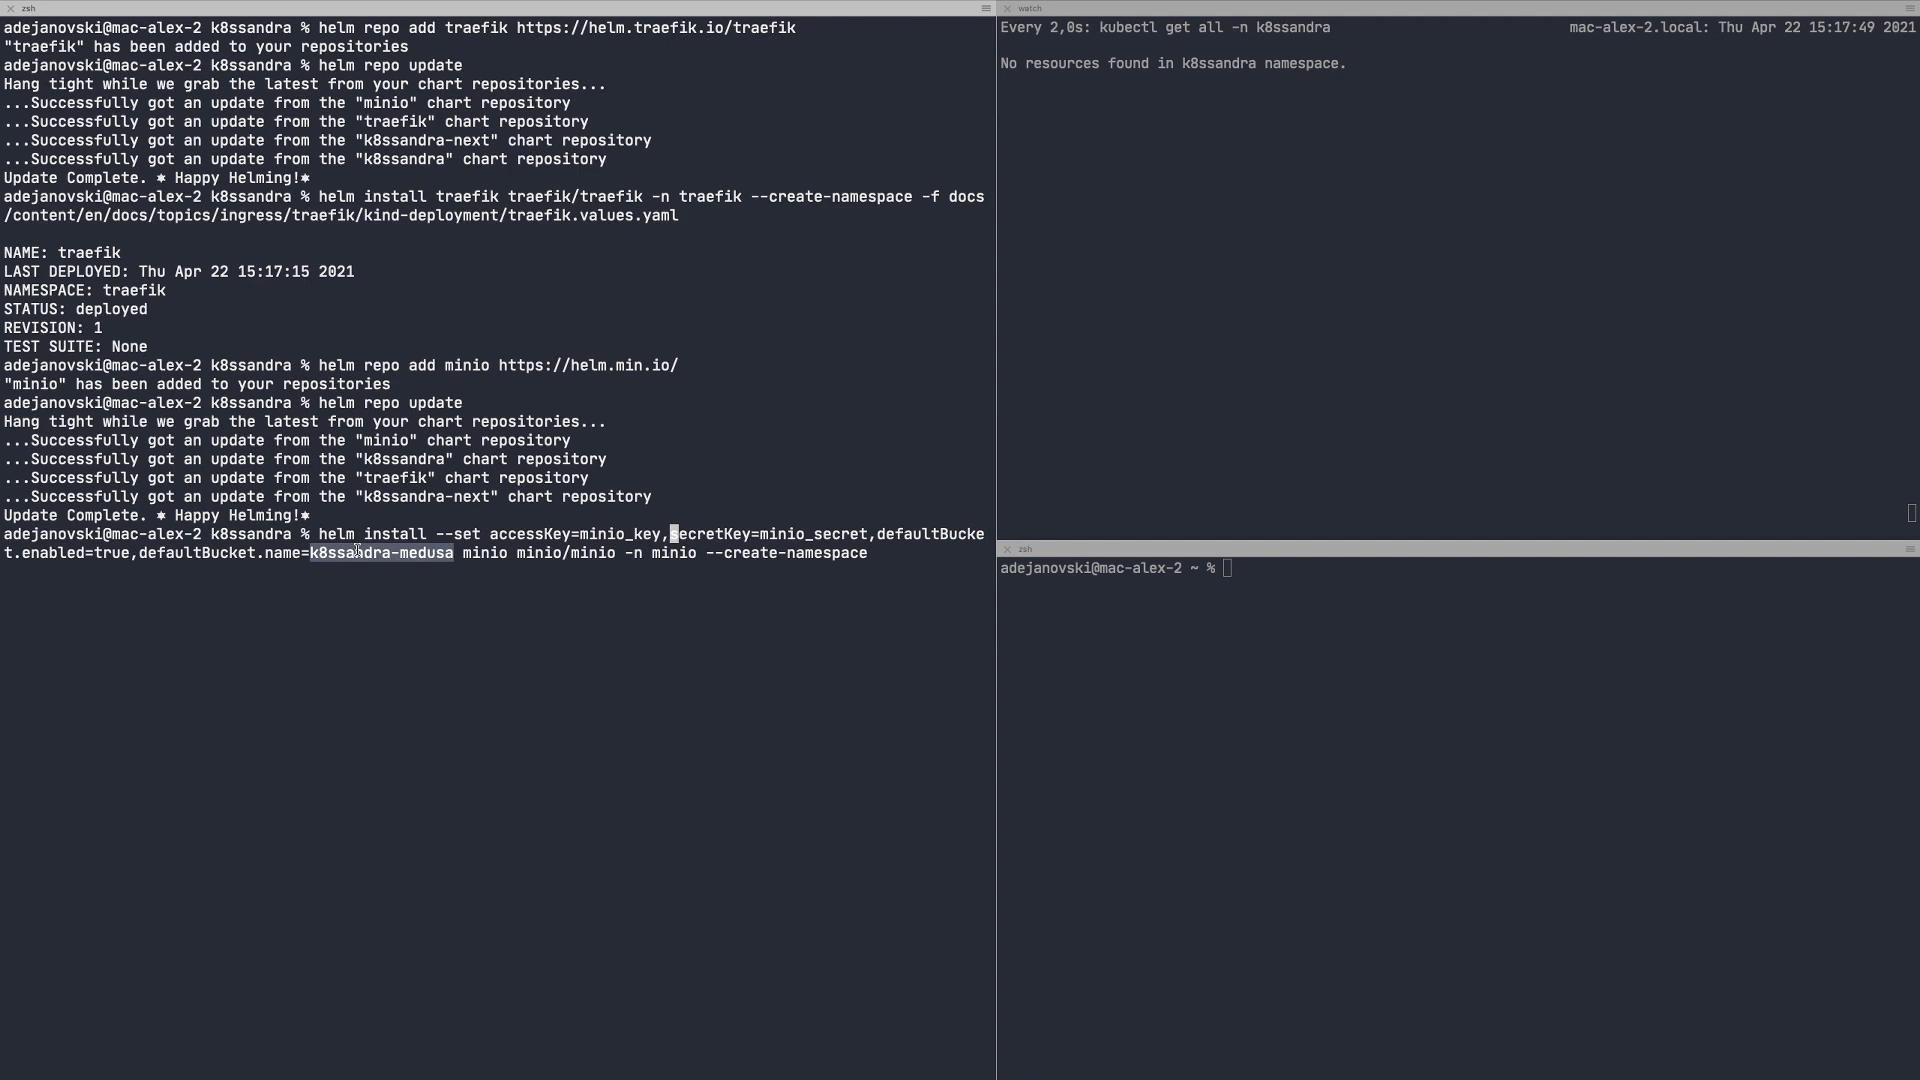 zsh
adejanovski@mac-alex-2 k8ssandra % helm repo add traefik https://helm.traefik.io/traefik
"traefik" has been added to your repositories
adejanovski@mac-alex-2 k8ssandra % helm repo update
Hang tight while we grab the latest from your chart repositories...
...Successfully got an update from the "minio" chart repository
...Successfully got an update from the "traefik" chart repository
...Successfully got an update from the "k8ssandra-next" chart repository
...Successfully got an update from the "k8ssandra" chart repository
Update Complete. ⎈ Happy Helming!⎈
adejanovski@mac-alex-2 k8ssandra % helm install traefik traefik/traefik -n traefik --create-namespace -f docs
/content/en/docs/topics/ingress/traefik/kind-deployment/traefik.values.yaml
NAME: traefik
LAST DEPLOYED: Thu Apr 22 15:17:15 2021
NAMESPACE: traefik
STATUS: deployed
REVISION: 1
TEST SUITE: None
adejanovski@mac-alex-2 k8ssandra % helm repo add minio https://helm.min.io/
"minio" has been added to your repositories
adejanovski@mac-alex-2 k8ssandra % helm repo update
Hang tight while we grab the latest from your chart repositories...
...Successfully got an update from the "minio" chart repository
...Successfully got an update from the "k8ssandra" chart repository
...Successfully got an update from the "traefik" chart repository
...Successfully got an update from the "k8ssandra-next" chart repository
Update Complete. ⎈ Happy Helming!⎈
adejanovski@mac-alex-2 k8ssandra % helm install --set accessKey=minio_key,secretKey=minio_secret,defaultBucke
t.enabled=true,defaultBucket.name=k8ssandra-medusa minio minio/minio -n minio --create-namespace
watch
Every 2,0s: kubectl get all -n k8ssandra mac-alex-2.local: Thu Apr 22 15:17:49 2021
No resources found in k8ssandra namespace.
zsh
adejanovski@mac-alex-2 ~ %